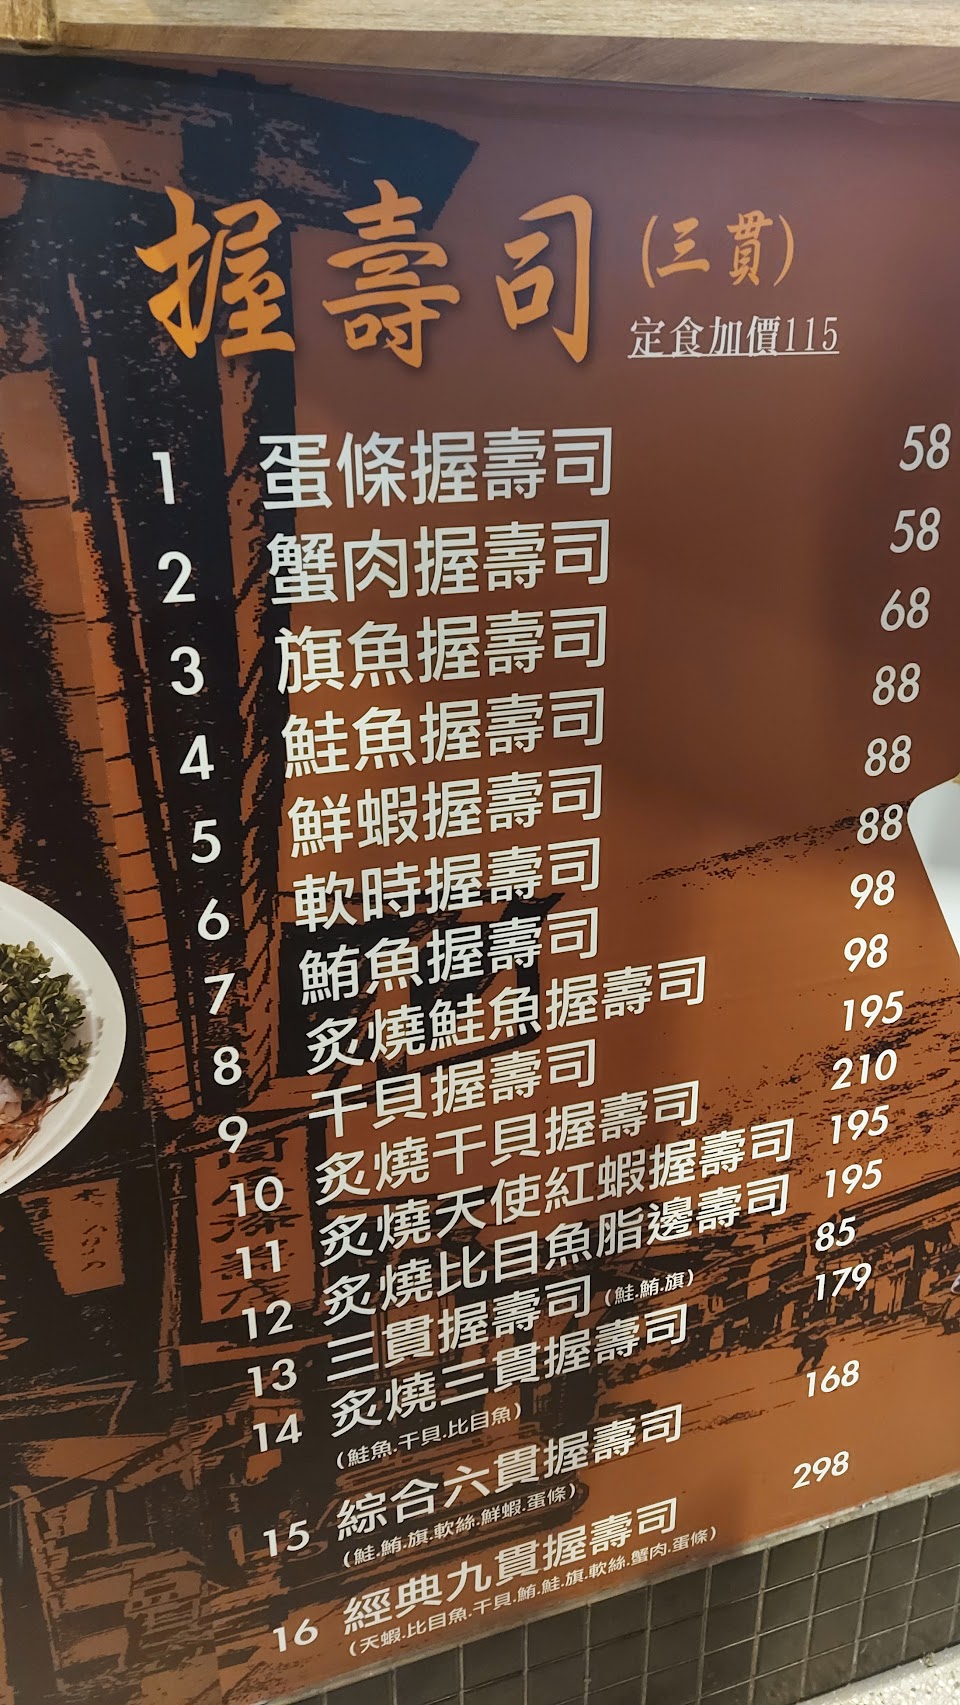 握壽司 (三貫)
定食加價115
1 蛋條握壽司 58
2 蟹肉握壽司 58
3 旗魚握壽司 68
4 鮭魚握壽司 88
5 鮮蝦握壽司 88
6 軟時握壽司 88
7 鮪魚握壽司 98
8 炙燒鮭魚握壽司 98
9 干貝握壽司 195
10 炙燒干貝握壽司 210
11 炙燒天使紅蝦握壽司 195
12 炙燒比目魚脂邊壽司 195
13 三貫握壽司(鮭.鮪.旗) 85
14 炙燒三貫握壽司 179
(鮭魚.干貝.比目魚)
15 綜合六貫握壽司 168
(鮭.鮪.旗.軟絲.鮮蝦.蛋條)
16 經典九貫握壽司 298
(天蝦.比目魚.干貝.鮪.鮭.旗.軟絲.蟹肉.蛋條)